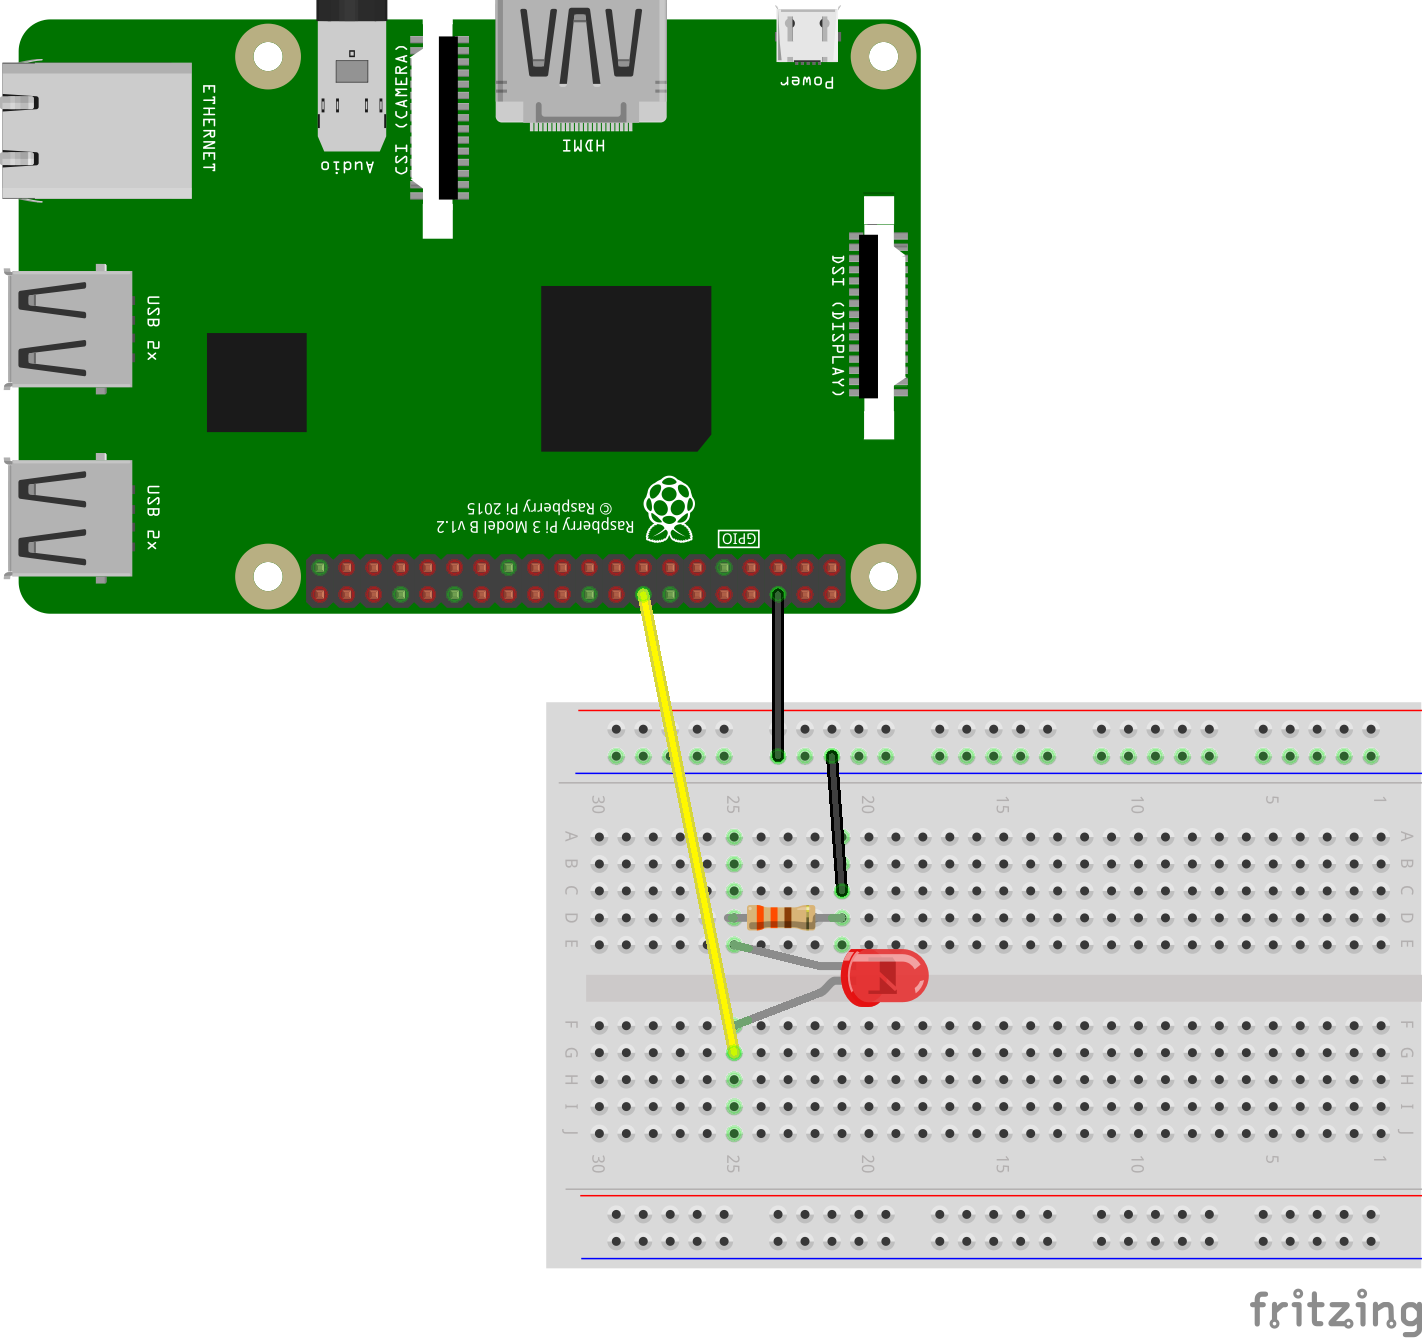 ETHERNET
Audio
CSI (CAMERA)
HDMI
Power
USB 2x
DSI (DISPLAY)
USB 2x
© Raspberry Pi 2015
Raspberry Pi 3 Model B v1.2
GPIO
30 25 20 15 10 5 1
A A
B B
C C
D D
E E
F F
G G
H H
I I
J J
30 25 20 15 10 5 1
fritzing